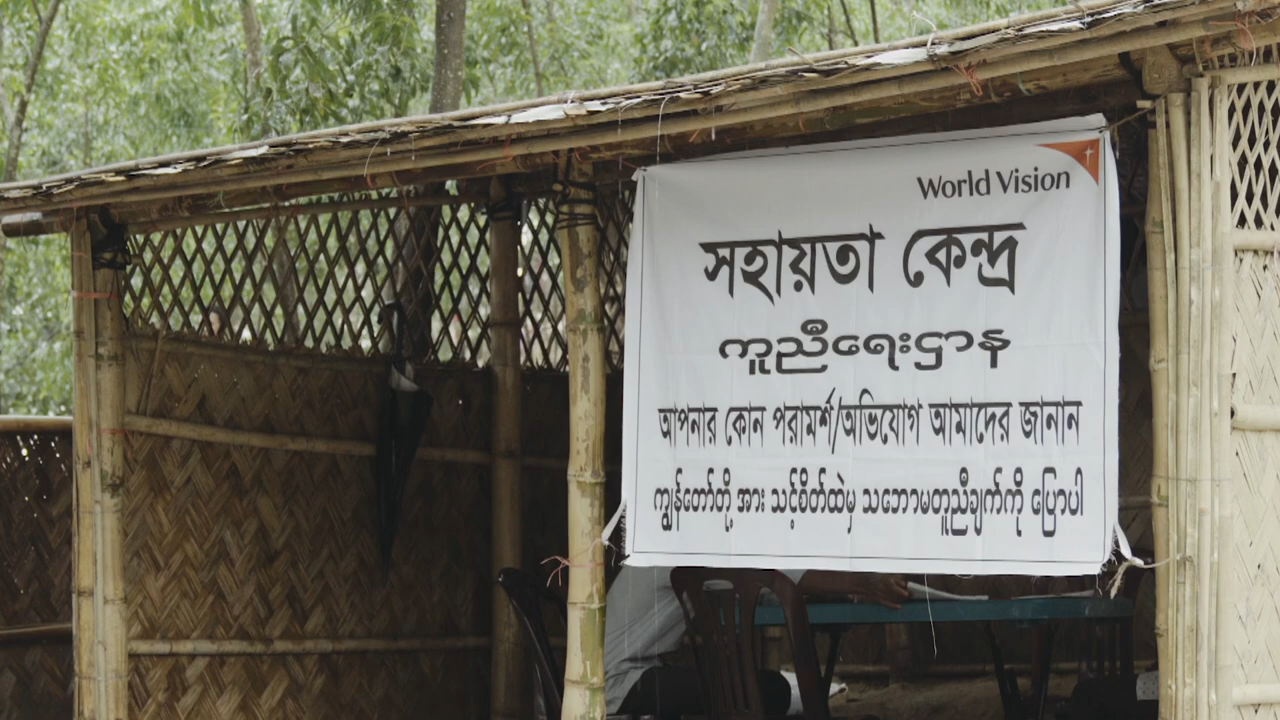 World Vision
সহায়তা কেন্দ্র
ကူညီရေးဌာန
আপনার কোন পরামর্শ/অভিযোগ আমাদের জানান
ကျွန်တော်တို့ အား သင့်စိတ်ထဲမှ သဘောမတူညီချက်ကို ပြောပါ